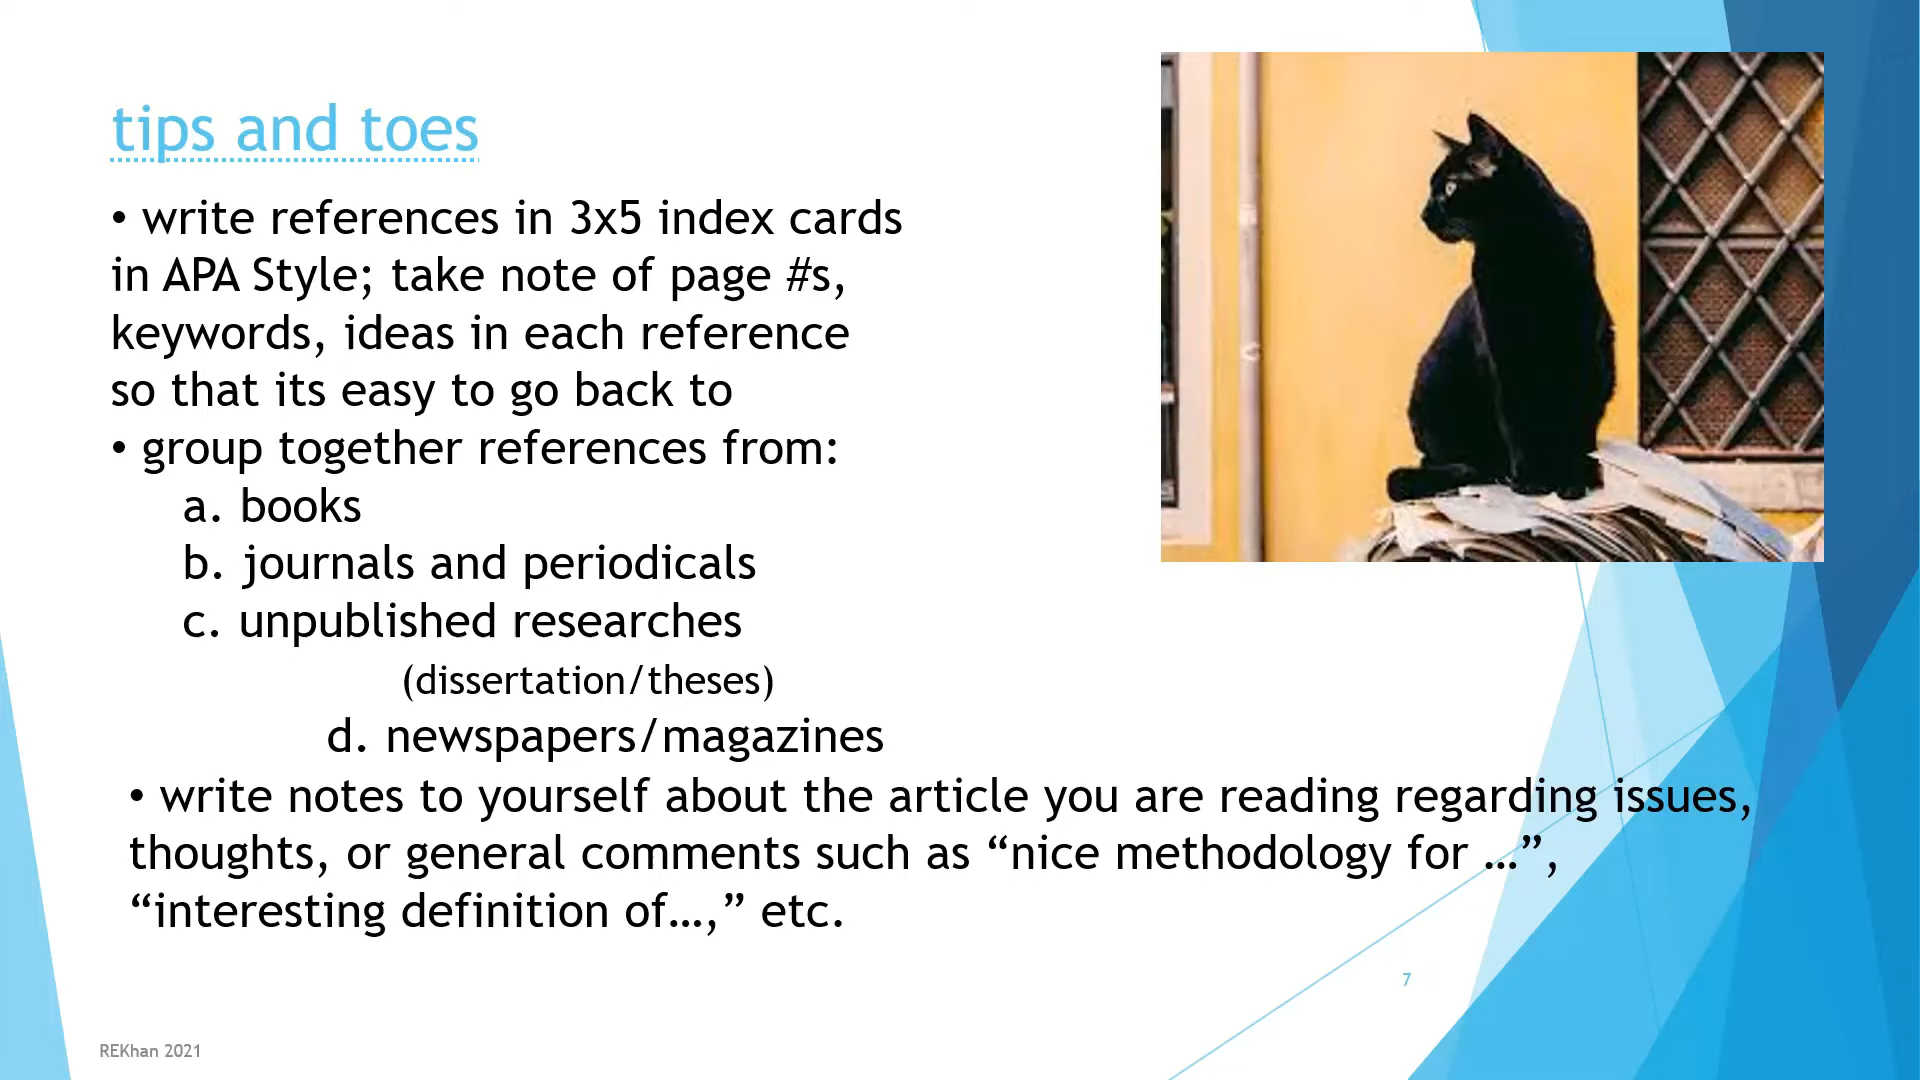 tips and toes
• write references in 3x5 index cards
in APA Style; take note of page #s,
keywords, ideas in each reference
so that its easy to go back to
• group together references from:
a. books
b. journals and periodicals
c. unpublished researches
(dissertation/theses)
d. newspapers/magazines
• write notes to yourself about the article you are reading regarding issues,
thoughts, or general comments such as “nice methodology for …”,
“interesting definition of…,” etc.
7
REKhan 2021